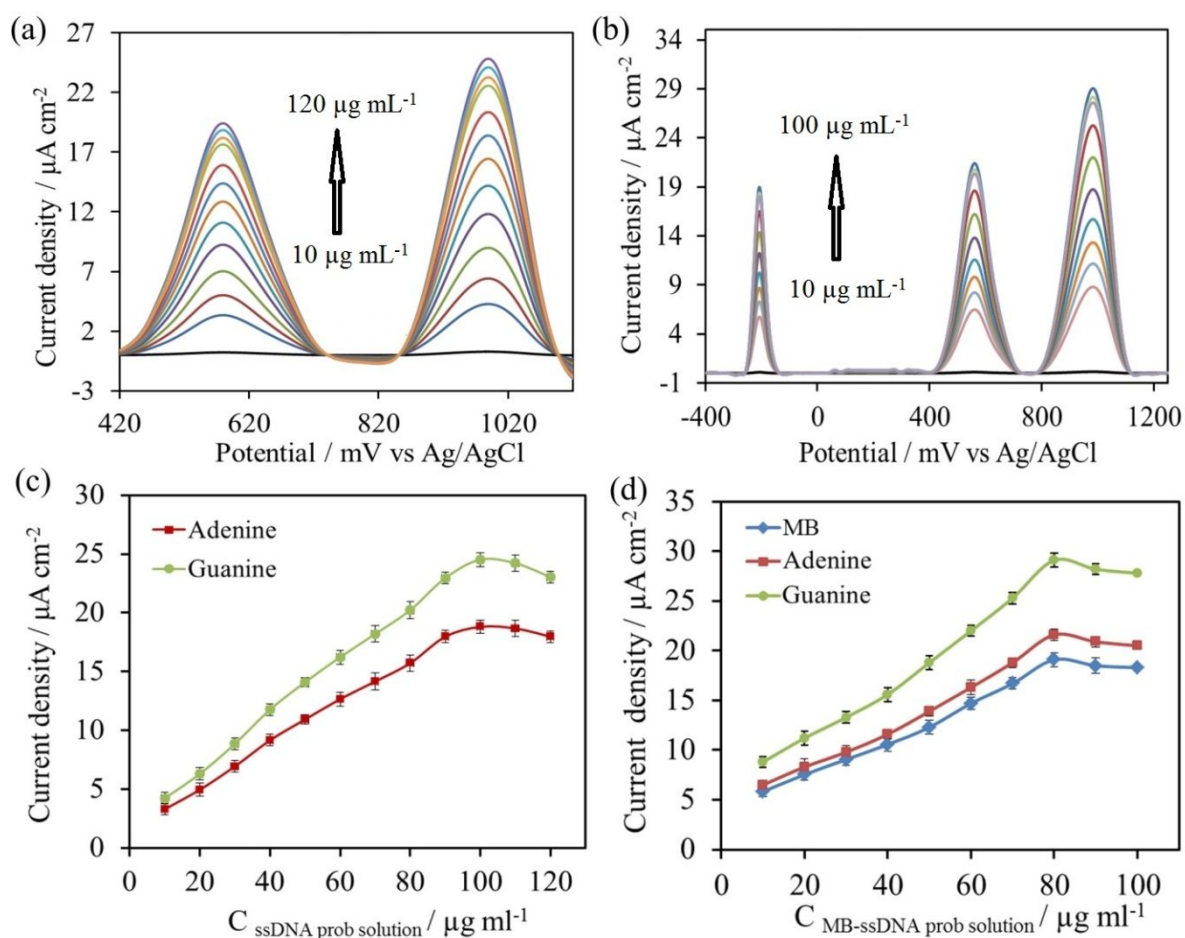 (a)
Current density / µA cm-2
27
22
17
12
7
2
-3
120 µg mL-1
10 µg mL-1
420
620
820
1020
Potential / mV vs Ag/AgCl
(b)
Current density / µA cm-2
34
29
24
19
14
9
4
-1
100 µg mL-1
10 µg mL-1
-400
0
400
800
1200
Potential / mV vs Ag/AgCl
(c)
Current density / µA cm-2
30
25
20
15
10
5
0
Adenine
Guanine
0
20
40
60
80
100
120
C ssDNA prob solution / µg ml-1
(d)
Current density / µA cm-2
35
30
25
20
15
10
5
0
MB
Adenine
Guanine
0
20
40
60
80
100
C MB-ssDNA prob solution / µg ml-1